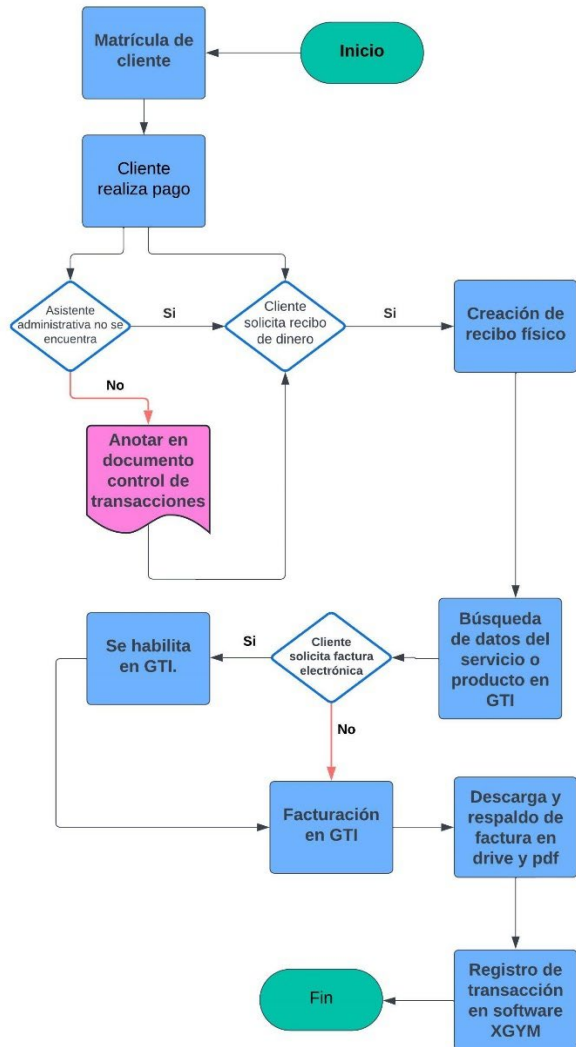 Matrícula de
cliente
Inicio
Cliente
realiza pago
Asistente
administrativa no se
encuentra
Si
Cliente
solicita recibo
de dinero
Si
Creación de
recibo físico
No
Anotar en
documento
control de
transacciones
Se habilita
en GTI.
Si
Cliente
solicita factura
electrónica
Búsqueda
de datos del
servicio o
producto en
GTI
No
Facturación
en GTI
Descarga y
respaldo de
factura en
drive y pdf
Fin
Registro de
transacción
en software
XGYM